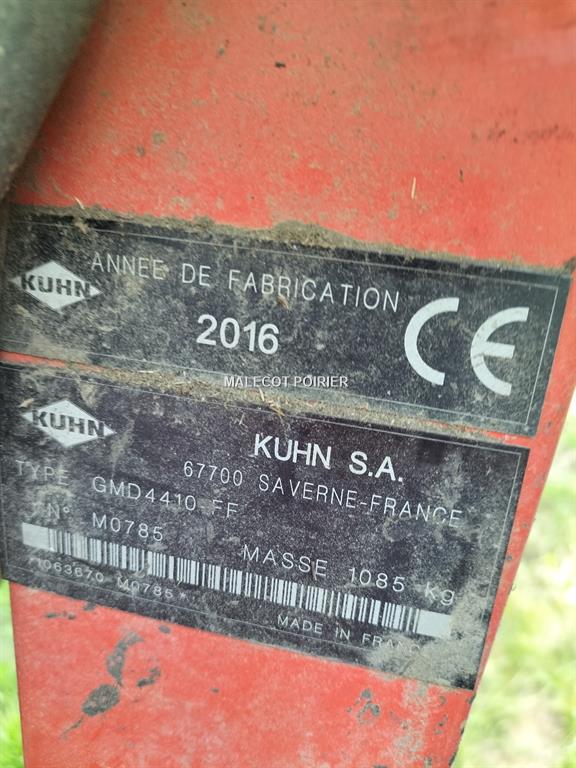 KUHN
ANNEE DE FABRICATION
2016
CE
MALECOT POIRIER
KUHN
KUHN S.A.
67700 SAVERNE-FRANCE
TYPE GMD4410 FF
N° M0785
MASSE 1085 kg
*1063670 M0785*
MADE IN FRANCE